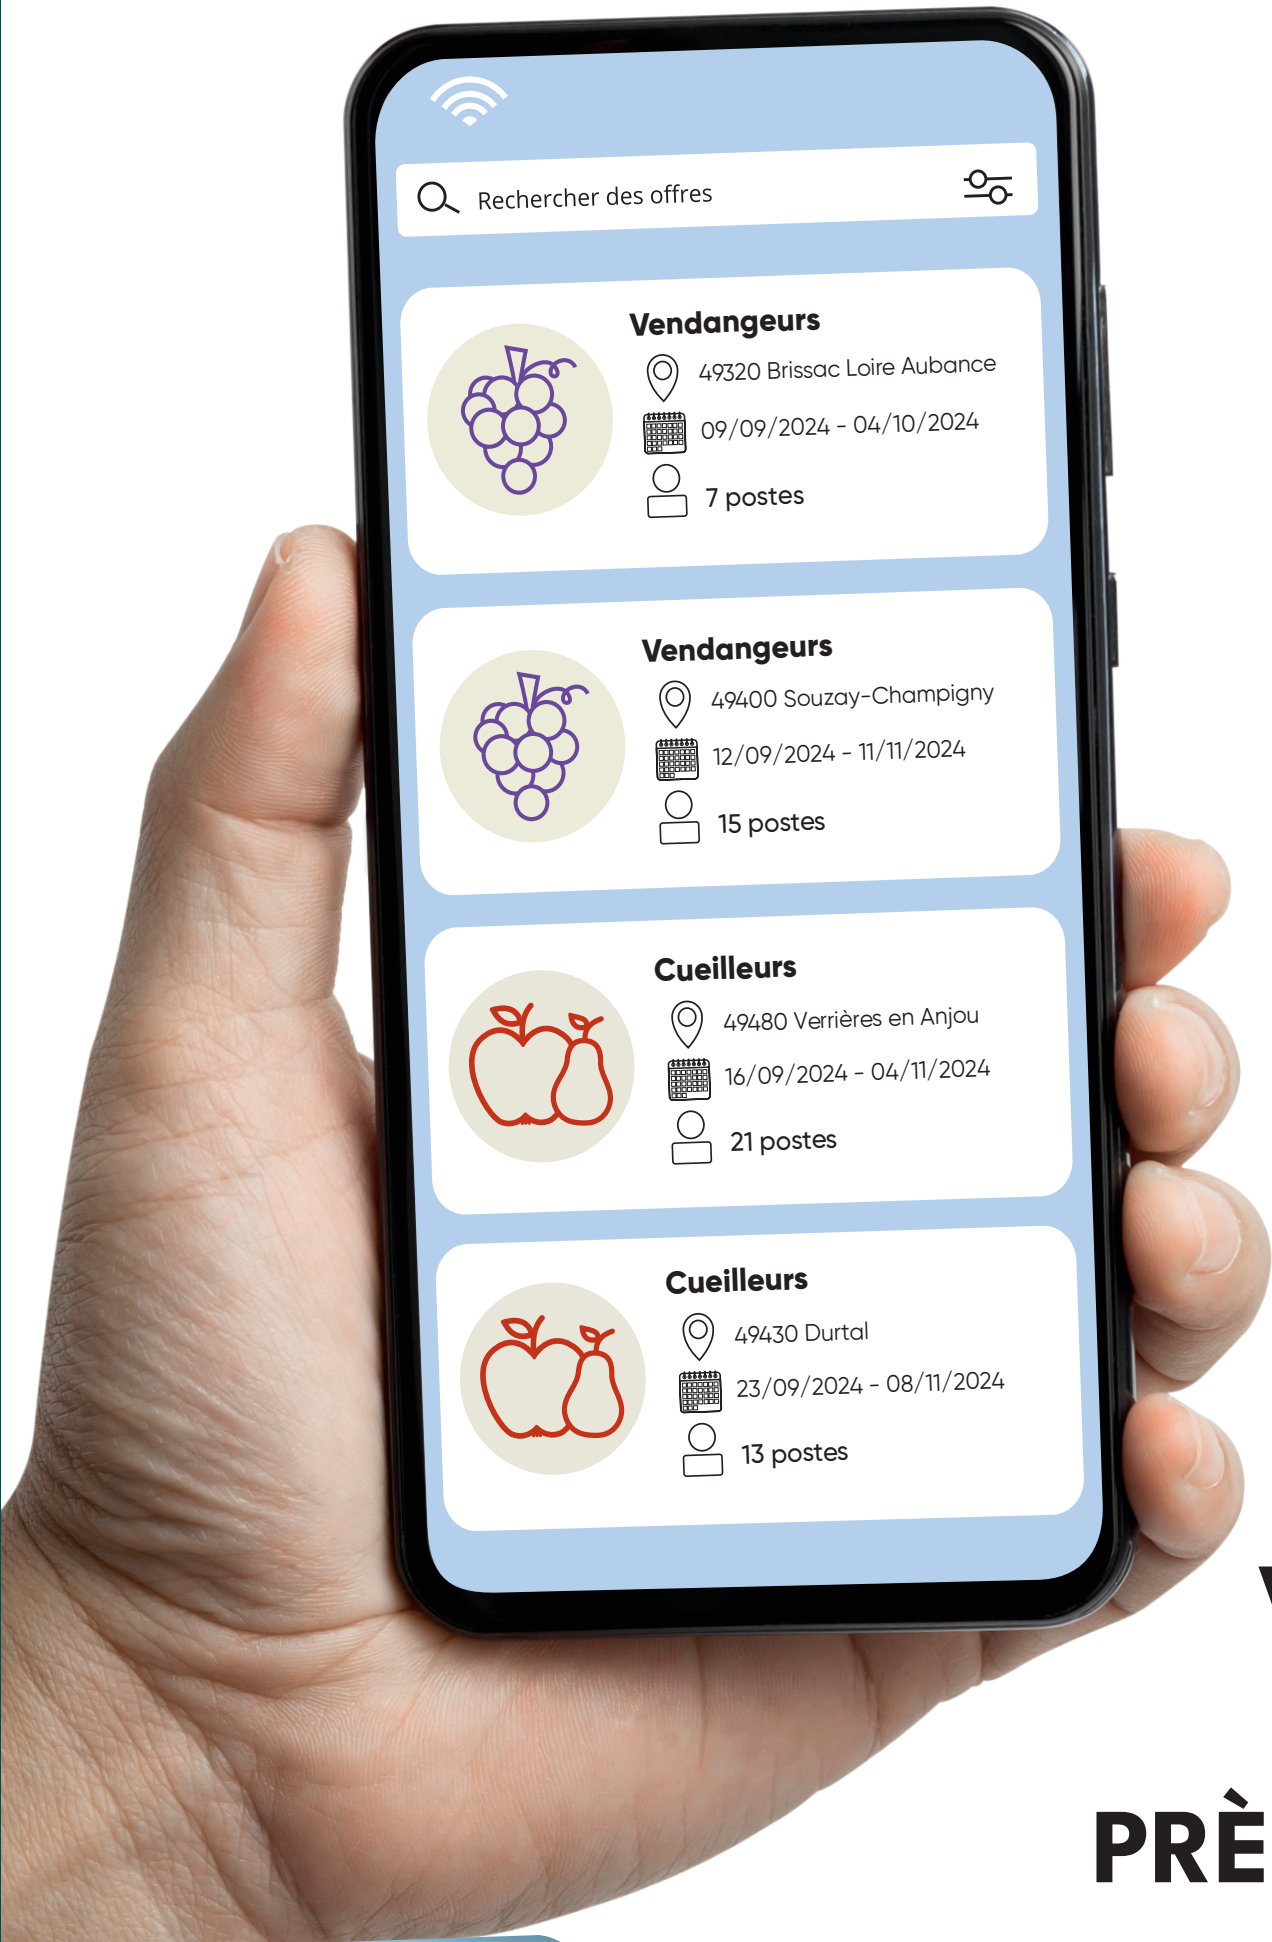 Rechercher des offres
Vendangeurs
49320 Brissac Loire Aubance
09/09/2024 - 04/10/2024
7 postes
Vendangeurs
49400 Souzay-Champigny
12/09/2024 - 11/11/2024
15 postes
Cueilleurs
49480 Verrières en Anjou
16/09/2024 - 04/11/2024
21 postes
Cueilleurs
49430 Durtal
23/09/2024 - 08/11/2024
13 postes
PRÈ